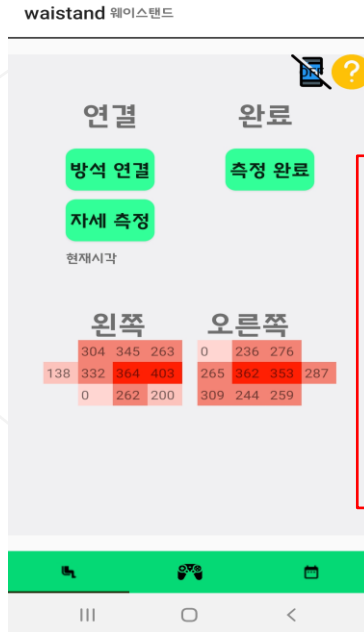 waistand 웨이스탠드
OFF
?
연결 완료
방석 연결 측정 완료
자세 측정
현재시각
왼쪽 오른쪽
304 345 263 0 236 276
138 332 364 403 265 362 353 287
0 262 200 309 244 259